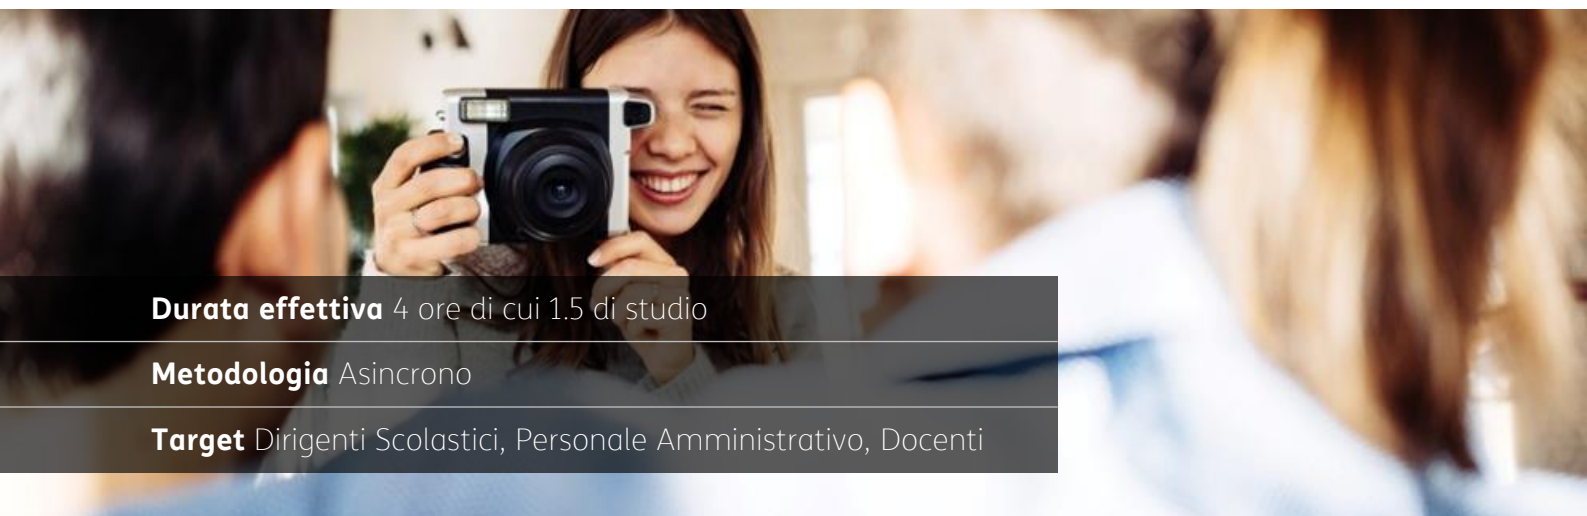 Durata effettiva 4 ore di cui 1.5 di studio
Metodologia Asincrono
Target Dirigenti Scolastici, Personale Amministrativo, Docenti